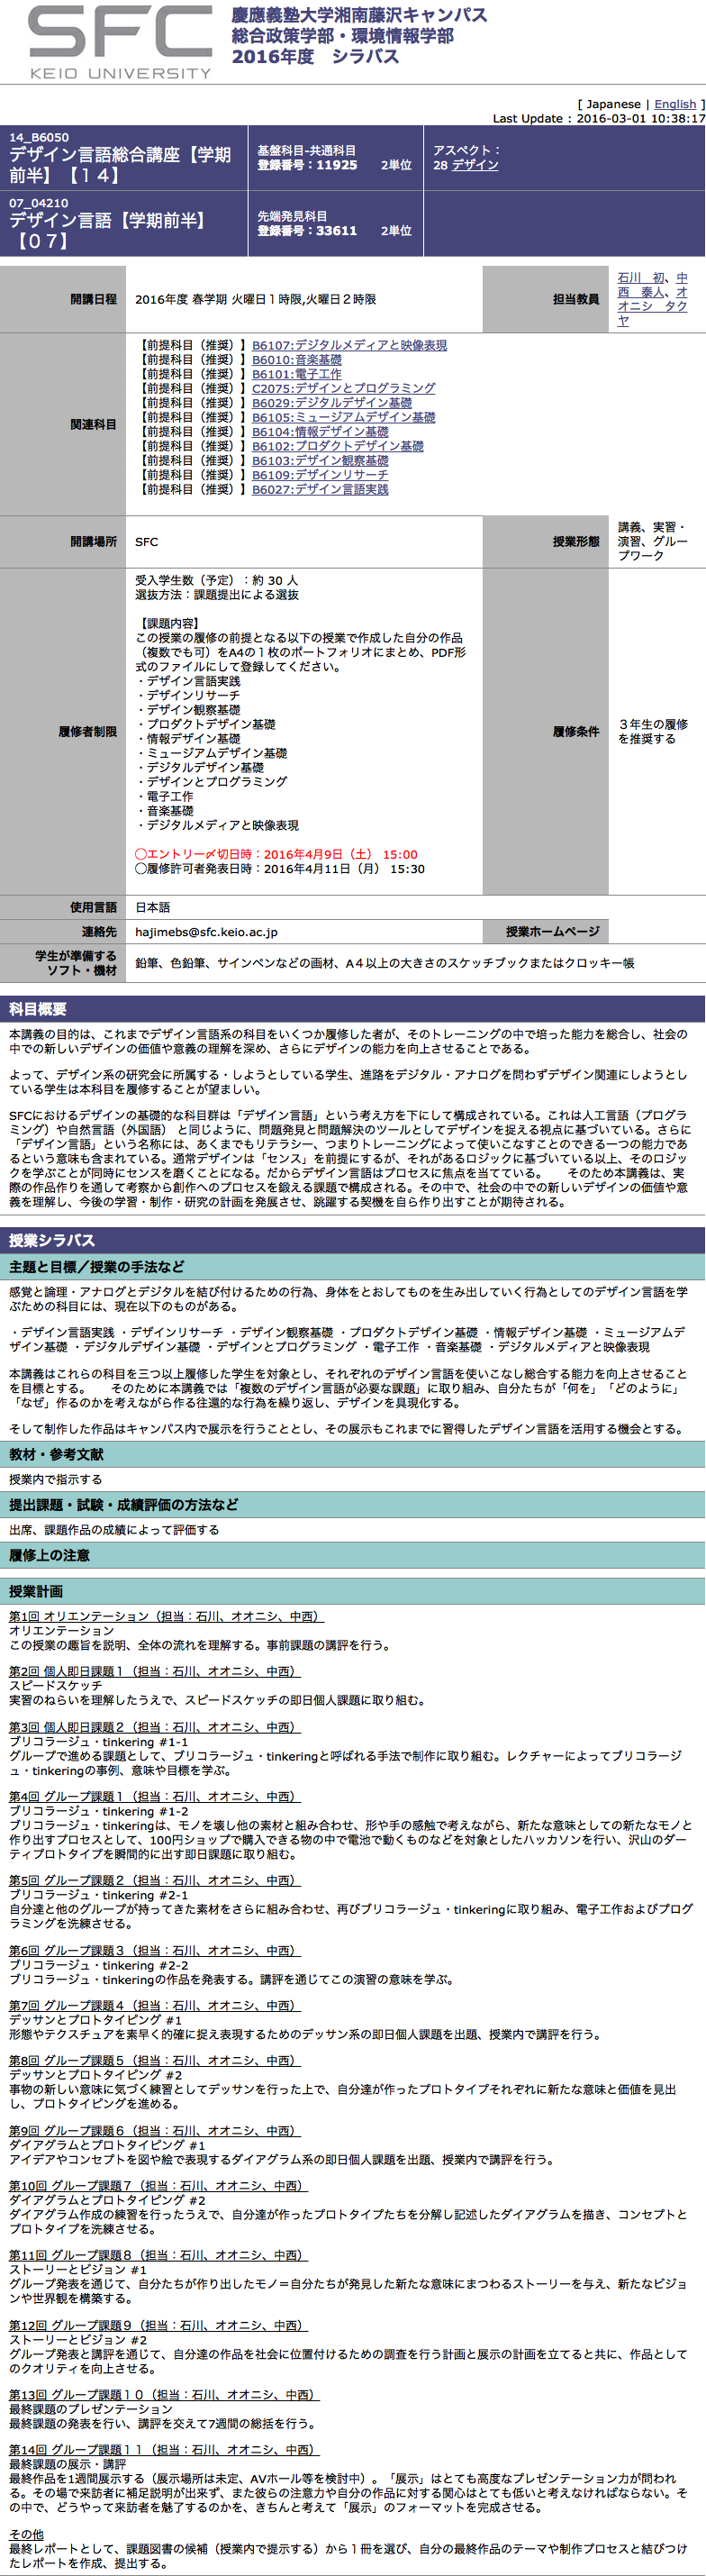 SFC
KEIO UNIVERSITY
慶應義塾大学湘南藤沢キャンパス
総合政策学部・環境情報学部
2016年度　シラバス
[ Japanese | English ]
Last Update : 2016-03-01 10:38:17
14_B6050
デザイン言語総合講座【学期
前半】【１４】
基盤科目-共通科目
登録番号：11925　　2単位
アスペクト：
28 デザイン
07_04210
デザイン言語【学期前半】
【０７】
先端発見科目
登録番号：33611　　2単位
開講日程
2016年度 春学期 火曜日１時限,火曜日２時限
担当教員
石川　初、中
西　泰人、オ
オニシ　タク
ヤ
関連科目
【前提科目（推奨）】B6107:デジタルメディアと映像表現
【前提科目（推奨）】B6010:音楽基礎
【前提科目（推奨）】B6101:電子工作
【前提科目（推奨）】C2075:デザインとプログラミング
【前提科目（推奨）】B6029:デジタルデザイン基礎
【前提科目（推奨）】B6105:ミュージアムデザイン基礎
【前提科目（推奨）】B6104:情報デザイン基礎
【前提科目（推奨）】B6102:プロダクトデザイン基礎
【前提科目（推奨）】B6103:デザイン観察基礎
【前提科目（推奨）】B6109:デザインリサーチ
【前提科目（推奨）】B6027:デザイン言語実践
開講場所
SFC
授業形態
講義、実習・
演習、グルー
プワーク
履修者制限
受入学生数（予定）：約 30 人
選抜方法：課題提出による選抜
【課題内容】
この授業の履修の前提となる以下の授業で作成した自分の作品
（複数でも可）をA4の１枚のポートフォリオにまとめ、PDF形
式のファイルにして登録してください。
・デザイン言語実践
・デザインリサーチ
・デザイン観察基礎
・プロダクトデザイン基礎
・情報デザイン基礎
・ミュージアムデザイン基礎
・デジタルデザイン基礎
・デザインとプログラミング
・電子工作
・音楽基礎
・デジタルメディアと映像表現
◯エントリー〆切日時：2016年4月9日（土） 15:00
◯履修許可者発表日時：2016年4月11日（月） 15:30
履修条件
３年生の履修
を推奨する
使用言語
日本語
連絡先
hajimebs@sfc.keio.ac.jp
授業ホームページ
学生が準備する
ソフト・機材
鉛筆、色鉛筆、サインペンなどの画材、A４以上の大きさのスケッチブックまたはクロッキー帳
科目概要
本講義の目的は、これまでデザイン言語系の科目をいくつか履修した者が、そのトレーニングの中で培った能力を総合し、社会の
中での新しいデザインの価値や意義の理解を深め、さらにデザインの能力を向上させることである。
よって、デザイン系の研究会に所属する・しようとしている学生、進路をデジタル・アナログを問わずデザイン関連にしようとし
ている学生は本科目を履修することが望ましい。
SFCにおけるデザインの基礎的な科目群は「デザイン言語」という考え方を下にして構成されている。これは人工言語（プログラ
ミング）や自然言語（外国語） と同じように、問題発見と問題解決のツールとしてデザインを捉える視点に基づいている。さらに
「デザイン言語」という名称には、あくまでもリテラシー、つまりトレーニングによって使いこなすことのできる一つの能力であ
るという意味も含まれている。通常デザインは「センス」を前提にするが、それがあるロジックに基づいている以上、そのロジッ
クを学ぶことが同時にセンスを磨くことになる。だからデザイン言語はプロセスに焦点を当てている。　　そのため本講義は、実
際の作品作りを通して考察から創作へのプロセスを鍛える課題で構成される。その中で、社会の中での新しいデザインの価値や意
義を理解し、今後の学習・制作・研究の計画を発展させ、跳躍する契機を自ら作り出すことが期待される。
授業シラバス
主題と目標／授業の手法など
感覚と論理・アナログとデジタルを結び付けるための行為、身体をとおしてものを生み出していく行為としてのデザイン言語を学
ぶための科目には、現在以下のものがある。
・デザイン言語実践 ・デザインリサーチ ・デザイン観察基礎 ・プロダクトデザイン基礎 ・情報デザイン基礎 ・ミュージアムデ
ザイン基礎 ・デジタルデザイン基礎 ・デザインとプログラミング ・電子工作 ・音楽基礎 ・デジタルメディアと映像表現
本講義はこれらの科目を三つ以上履修した学生を対象とし、それぞれのデザイン言語を使いこなし総合する能力を向上させること
を目標とする。　　そのために本講義では「複数のデザイン言語が必要な課題」に取り組み、自分たちが「何を」「どのように」
「なぜ」作るのかを考えながら作る往還的な行為を繰り返し、デザインを具現化する。
そして制作した作品はキャンパス内で展示を行うこととし、その展示もこれまでに習得したデザイン言語を活用する機会とする。
教材・参考文献
授業内で指示する
提出課題・試験・成績評価の方法など
出席、課題作品の成績によって評価する
履修上の注意
授業計画
第1回 オリエンテーション（担当：石川、オオニシ、中西）
オリエンテーション
この授業の趣旨を説明、全体の流れを理解する。事前課題の講評を行う。
第2回 個人即日課題１（担当：石川、オオニシ、中西）
スピードスケッチ
実習のねらいを理解したうえで、スピードスケッチの即日個人課題に取り組む。
第3回 個人即日課題２（担当：石川、オオニシ、中西）
ブリコラージュ・tinkering #1-1
グループで進める課題として、ブリコラージュ・tinkeringと呼ばれる手法で制作に取り組む。レクチャーによってブリコラージ
ュ・tinkeringの事例、意味や目標を学ぶ。
第4回 グループ課題１（担当：石川、オオニシ、中西）
ブリコラージュ・tinkering #1-2
ブリコラージュ・tinkeringは、モノを壊し他の素材と組み合わせ、形や手の感触で考えながら、新たな意味としての新たなモノと
作り出すプロセスとして、100円ショップで購入できる物の中で電池で動くものなどを対象としたハッカソンを行い、沢山のダー
ティプロトタイプを瞬間的に出す即日課題に取り組む。
第5回 グループ課題２（担当：石川、オオニシ、中西）
ブリコラージュ・tinkering #2-1
自分達と他のグループが持ってきた素材をさらに組み合わせ、再びブリコラージュ・tinkeringに取り組み、電子工作およびプログ
ラミングを洗練させる。
第6回 グループ課題３（担当：石川、オオニシ、中西）
ブリコラージュ・tinkering #2-2
ブリコラージュ・tinkeringの作品を発表する。講評を通じてこの演習の意味を学ぶ。
第7回 グループ課題４（担当：石川、オオニシ、中西）
デッサンとプロトタイピング #1
形態やテクスチュアを素早く的確に捉え表現するためのデッサン系の即日個人課題を出題、授業内で講評を行う。
第8回 グループ課題５（担当：石川、オオニシ、中西）
デッサンとプロトタイピング #2
事物の新しい意味に気づく練習としてデッサンを行った上で、自分達が作ったプロトタイプそれぞれに新たな意味と価値を見出
し、プロトタイピングを進める。
第9回 グループ課題６（担当：石川、オオニシ、中西）
ダイアグラムとプロトタイピング #1
アイデアやコンセプトを図や絵で表現するダイアグラム系の即日個人課題を出題、授業内で講評を行う。
第10回 グループ課題７（担当：石川、オオニシ、中西）
ダイアグラムとプロトタイピング #2
ダイアグラム作成の練習を行ったうえで、自分達が作ったプロトタイプたちを分解し記述したダイアグラムを描き、コンセプトと
プロトタイプを洗練させる。
第11回 グループ課題８（担当：石川、オオニシ、中西）
ストーリーとビジョン #1
グループ発表を通じて、自分たちが作り出したモノ＝自分たちが発見した新たな意味にまつわるストーリーを与え、新たなビジョ
ンや世界観を構築する。
第12回 グループ課題９（担当：石川、オオニシ、中西）
ストーリーとビジョン #2
グループ発表と講評を通じて、自分達の作品を社会に位置付けるための調査を行う計画と展示の計画を立てると共に、作品として
のクオリティを向上させる。
第13回 グループ課題１０（担当：石川、オオニシ、中西）
最終課題のプレゼンテーション
最終課題の発表を行い、講評を交えて7週間の総括を行う。
第14回 グループ課題１１（担当：石川、オオニシ、中西）
最終課題の展示・講評
最終作品を1週間展示する（展示場所は未定、AVホール等を検討中）。「展示」はとても高度なプレゼンテーション力が問われ
る。その場で来訪者に補足説明が出来ず、また彼らの注意力や自分の作品に対する関心はとても低いと考えなければならない。そ
の中で、どうやって来訪者を魅了するのかを、きちんと考えて「展示」のフォーマットを完成させる。
その他
最終レポートとして、課題図書の候補（授業内で提示する）から１冊を選び、自分の最終作品のテーマや制作プロセスと結びつけ
たレポートを作成、提出する。